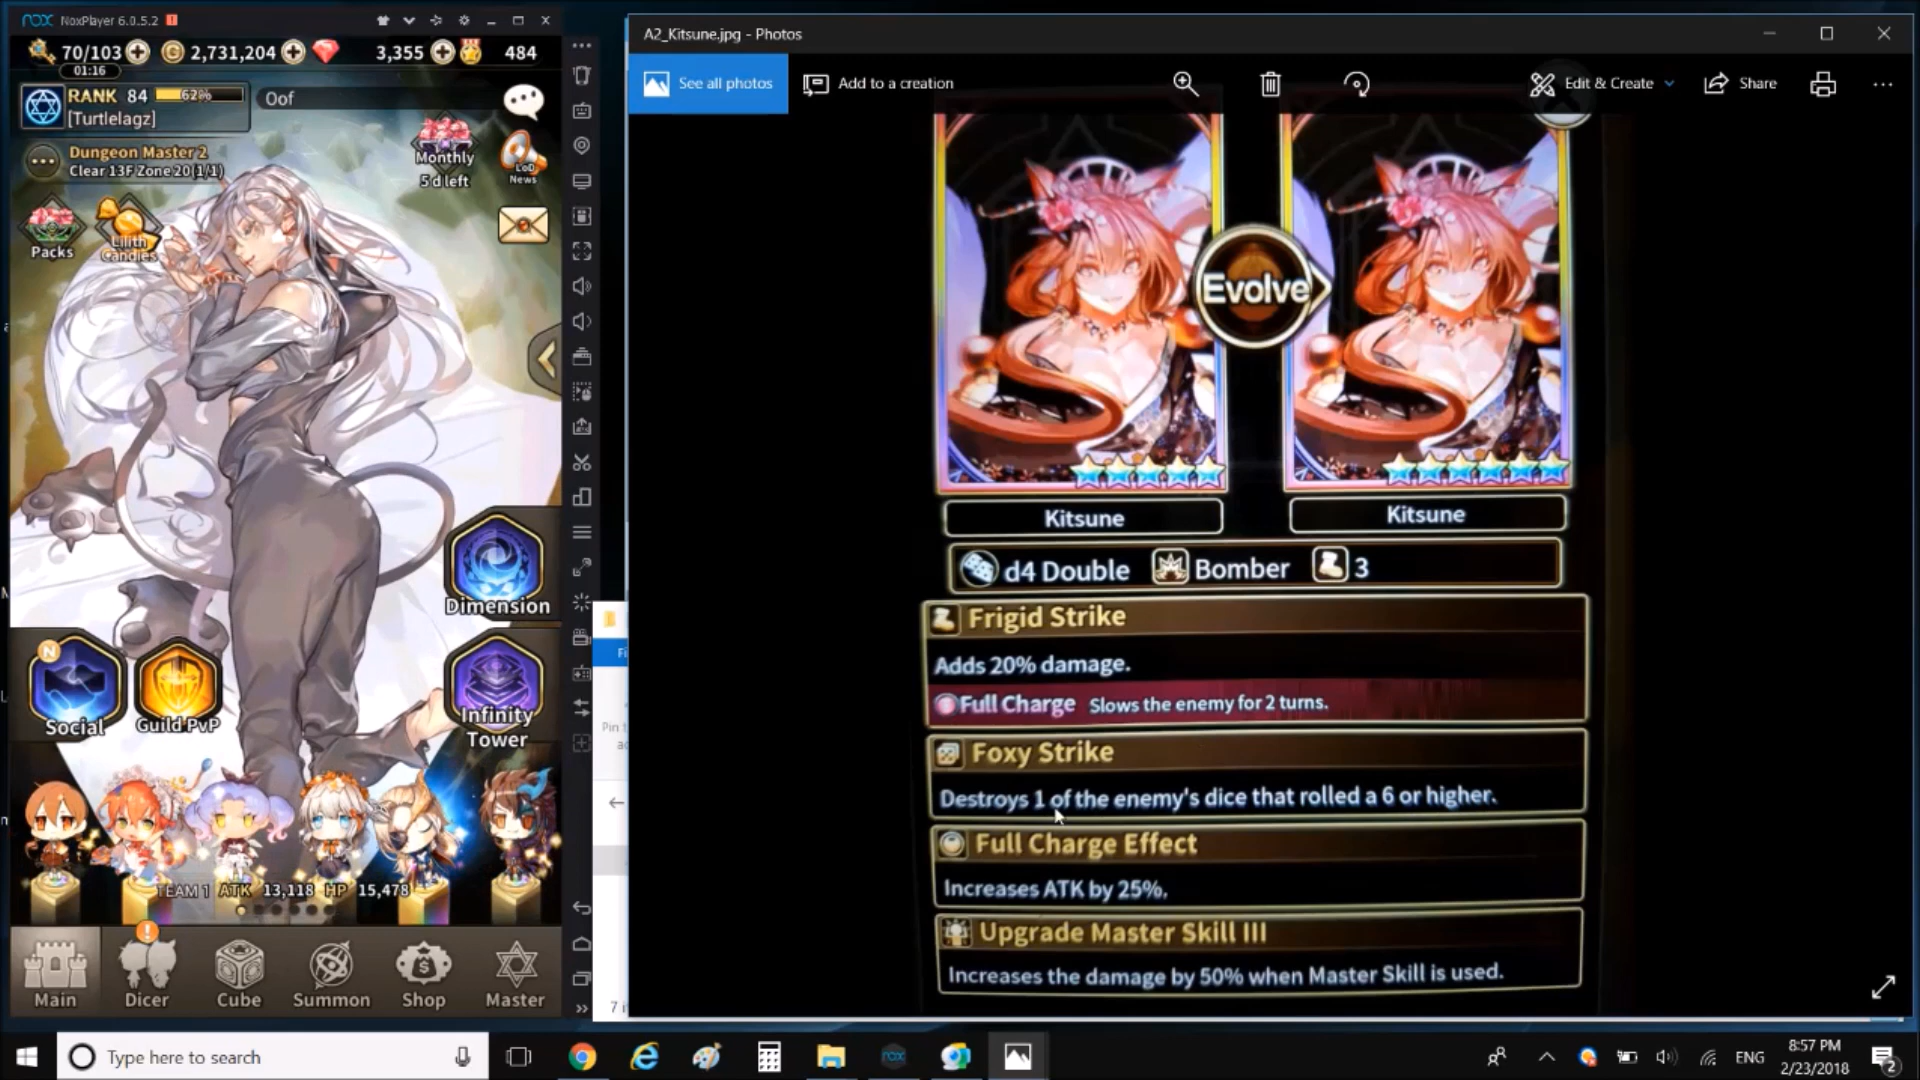 nox NoxPlayer 6.0.5.2
70/103
2,731,204
3,355
484
01:16
RANK 84 62%
Oof
[Turtlelagz]
Dungeon Master 2
Clear 13F Zone 20(1/1)
Monthly
5 d left
LoD
News
Packs
Lilith
Candies
Dimension
N
Social
Guild PvP
Infinity
Tower
TEAM 1 ATK 13,118 HP 15,478
Main
Dicer
Cube
Summon
Shop
Master
Fi
Pin t
7 i
A2_Kitsune.jpg - Photos
See all photos
Add to a creation
Edit & Create
Share
Evolve
Kitsune
Kitsune
d4 Double
Bomber
3
Frigid Strike
Adds 20% damage.
Full Charge Slows the enemy for 2 turns.
Foxy Strike
Destroys 1 of the enemy's dice that rolled a 6 or higher.
Full Charge Effect
Increases ATK by 25%.
Upgrade Master Skill III
Increases the damage by 50% when Master Skill is used.
Type here to search
nox
ENG
8:57 PM
2/23/2018
2